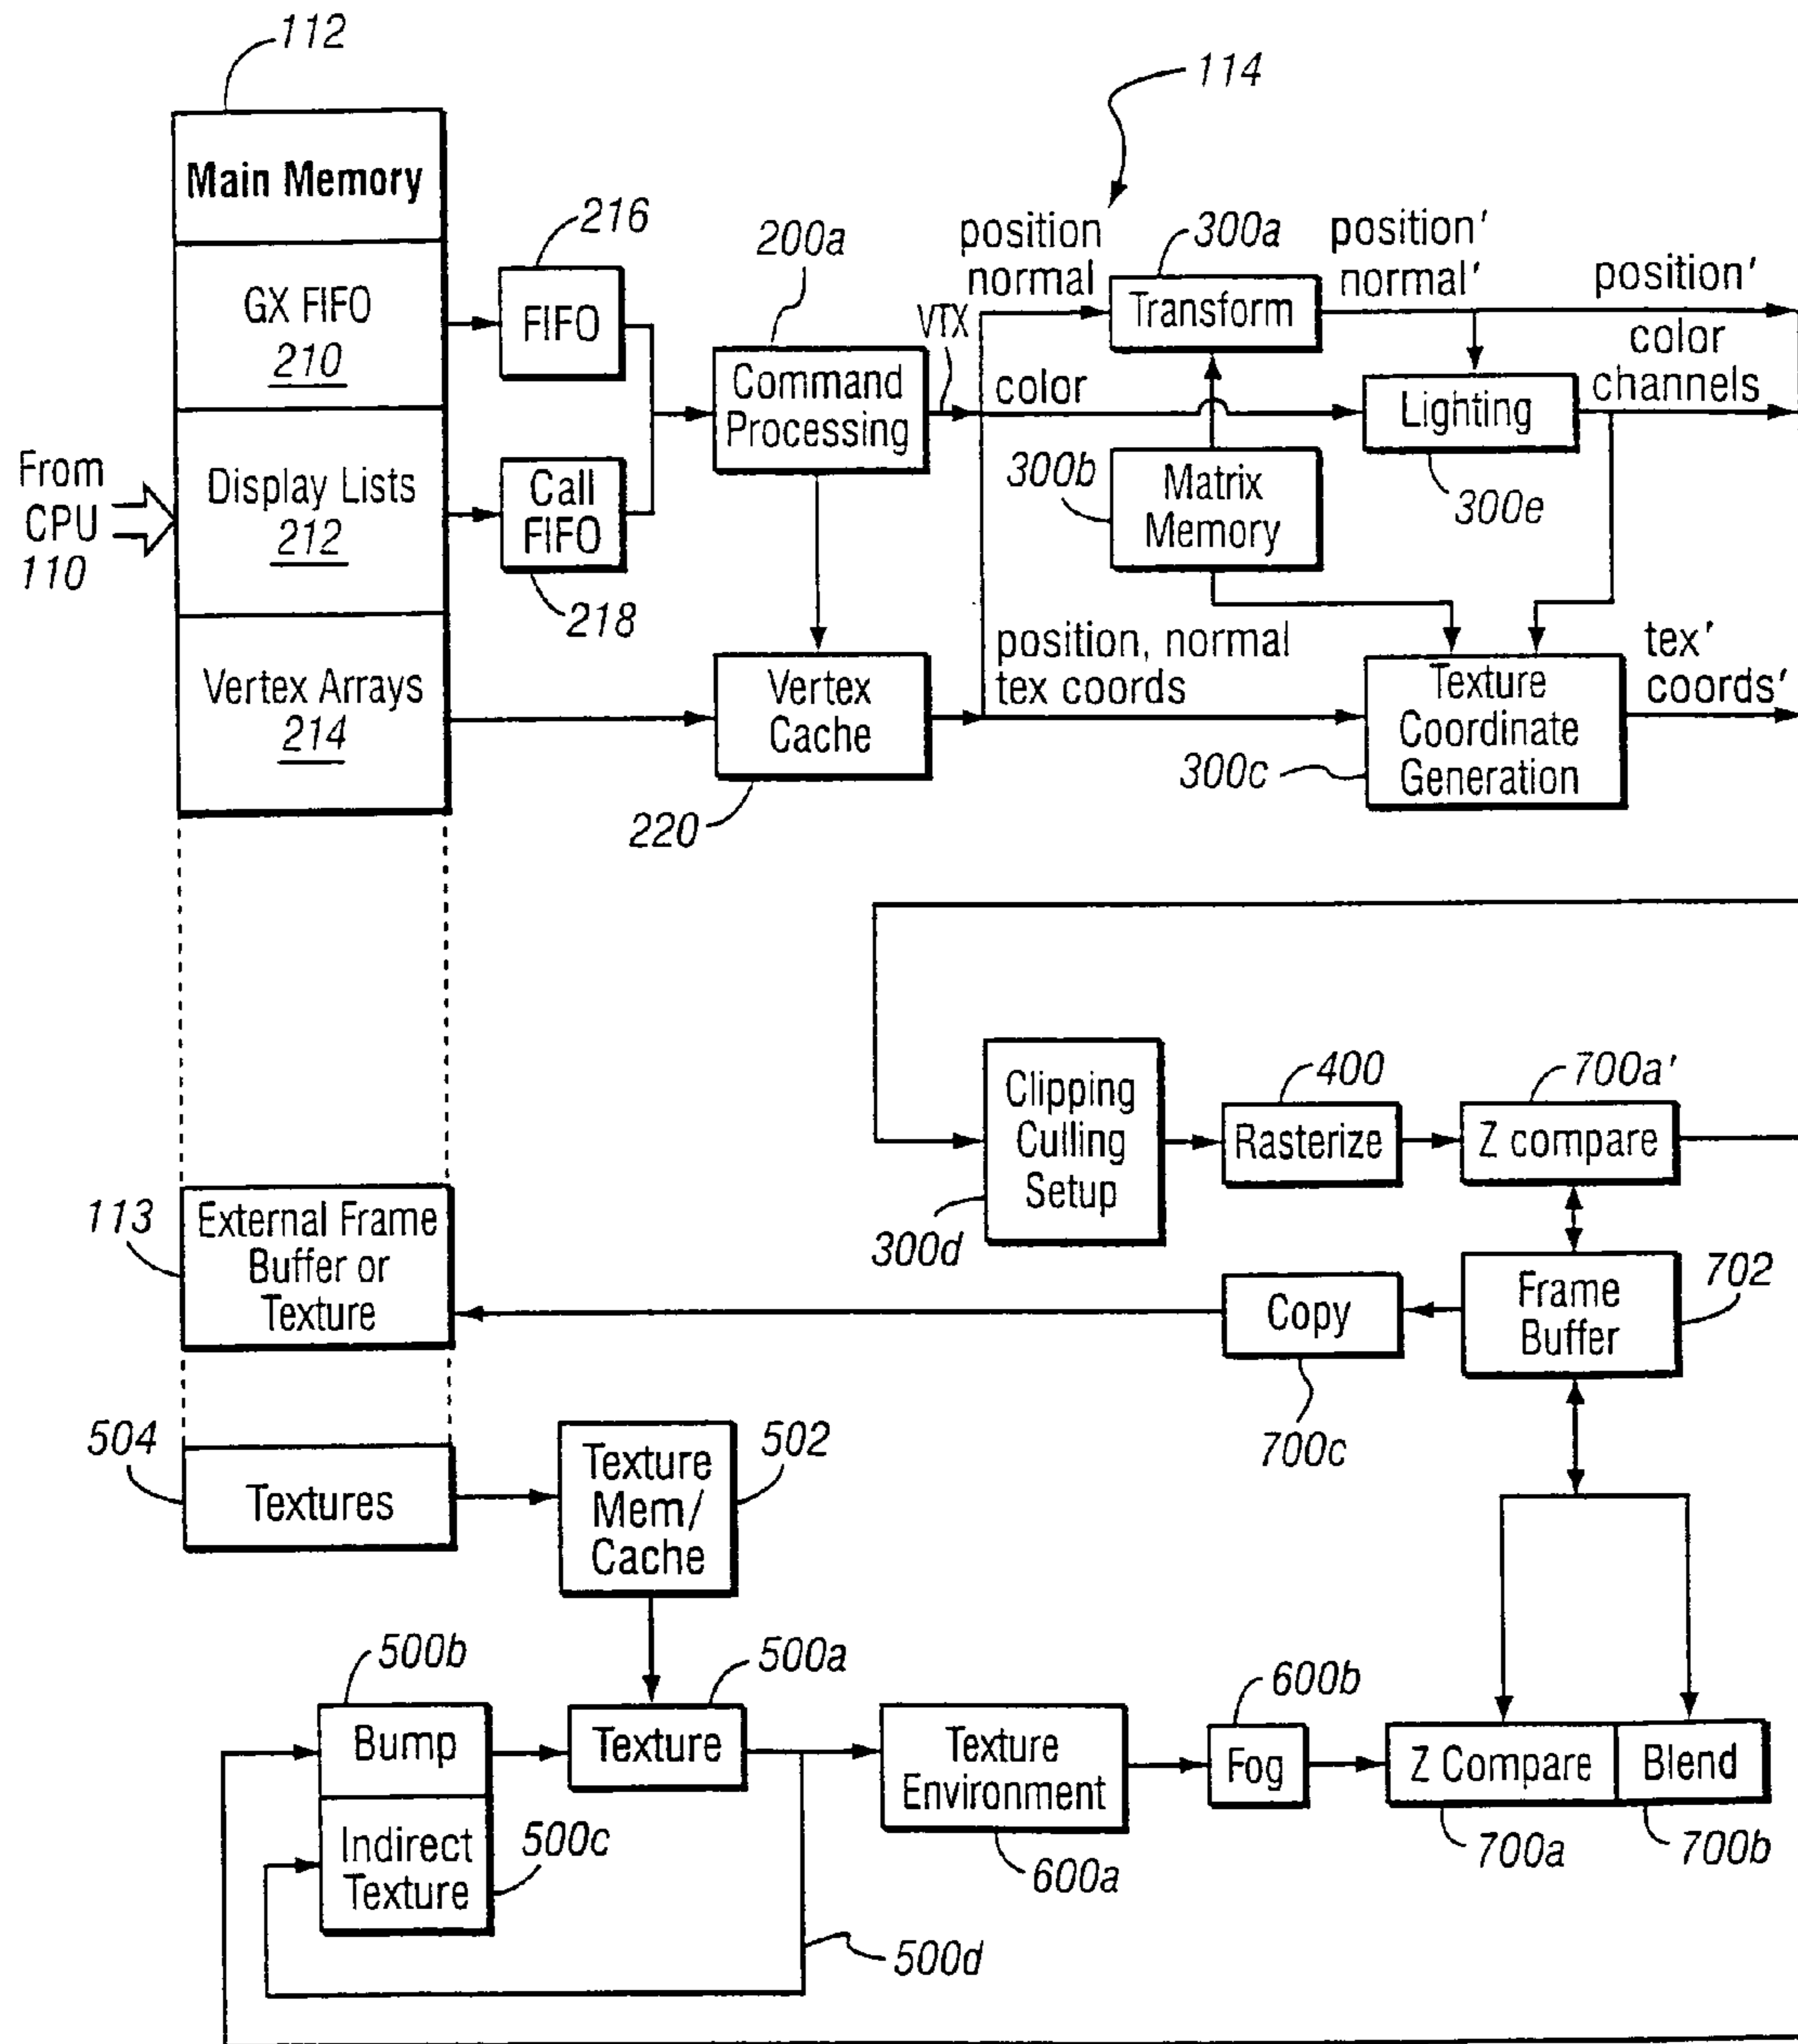 112
114
Main Memory
216
200a
position
normal
300a
position'
normal'
position'
GX FIFO
210
FIFO
VTX
Transform
color
channels
Command
Processing
color
Lighting
From
CPU
110
Display Lists
212
Call
FIFO
218
300b
Matrix
Memory
300e
Vertex Arrays
214
Vertex
Cache
220
position, normal
tex coords
Texture
Coordinate
Generation
300c
tex'
coords'
Clipping
Culling
Setup
300d
400
Rasterize
700a'
Z compare
113
External Frame
Buffer or
Texture
Copy
700c
Frame
Buffer
702
504
Textures
Texture
Mem/
Cache
502
500b
Bump
500a
Texture
Texture
Environment
600a
600b
Fog
Z Compare
Blend
700a
700b
Indirect
Texture
500c
500d